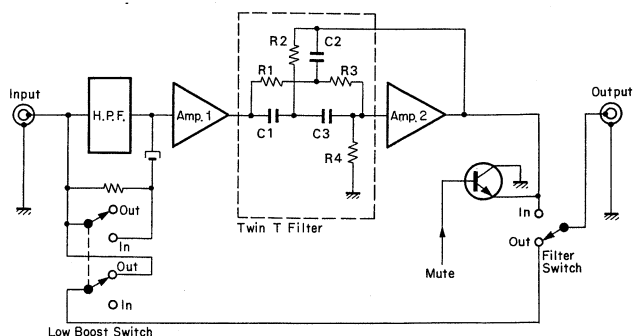 R2
C2
R1
R3
Input
Output
H.P.F.
Amp.1
Amp.2
C1
C3
R4
Out
In
In
Twin T Filter
Out
Out
Filter
Switch
In
Mute
Low Boost Switch